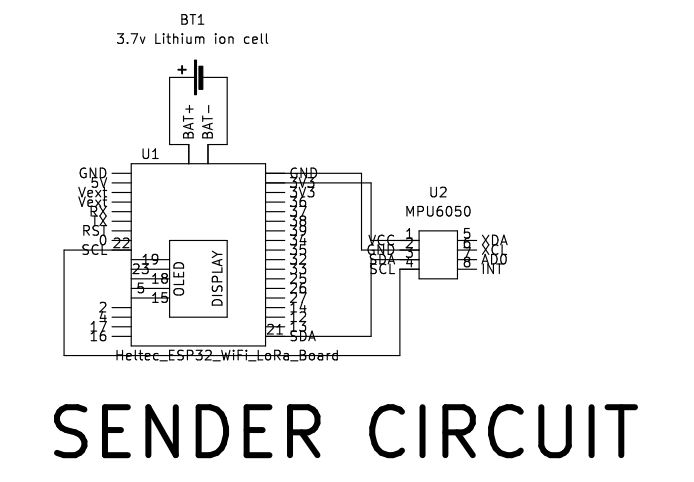 BT1
3.7v Lithium ion cell
+
BAT+
BAT-
U1
GND
5V
Vext
Vext
RX
TX
RST
0
22
SCL
19
23
18
5
15
2
4
17
16
OLED
DISPLAY
GND
3V3
3V3
36
37
38
39
34
35
32
33
25
26
27
14
12
13
21
SDA
Heltec_ESP32_WiFi_LoRa_Board
U2
MPU6050
1
VCC
2
GND
3
SDA
4
SCL
5
XDA
6
XCL
7
AD0
8
INT
SENDER CIRCUIT